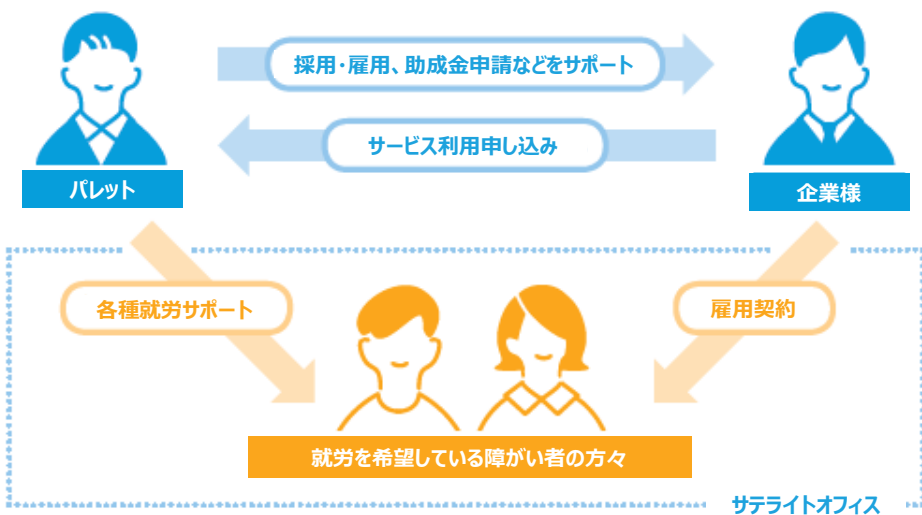 採用・雇用、助成金申請などをサポート
サービス利用申し込み
パレット
企業様
各種就労サポート
雇用契約
就労を希望している障がい者の方々
サテライトオフィス